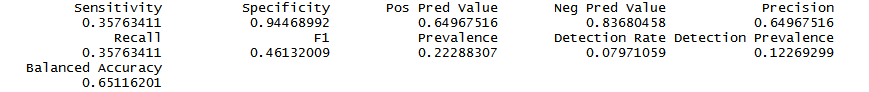 Sensitivity Specificity Pos Pred Value Neg Pred Value Precision
0.35763411 0.94468992 0.64967516 0.83680458 0.64967516
Recall F1 Prevalence Detection Rate Detection Prevalence
0.35763411 0.46132009 0.22288307 0.07971059 0.12269299
Balanced Accuracy
0.65116201